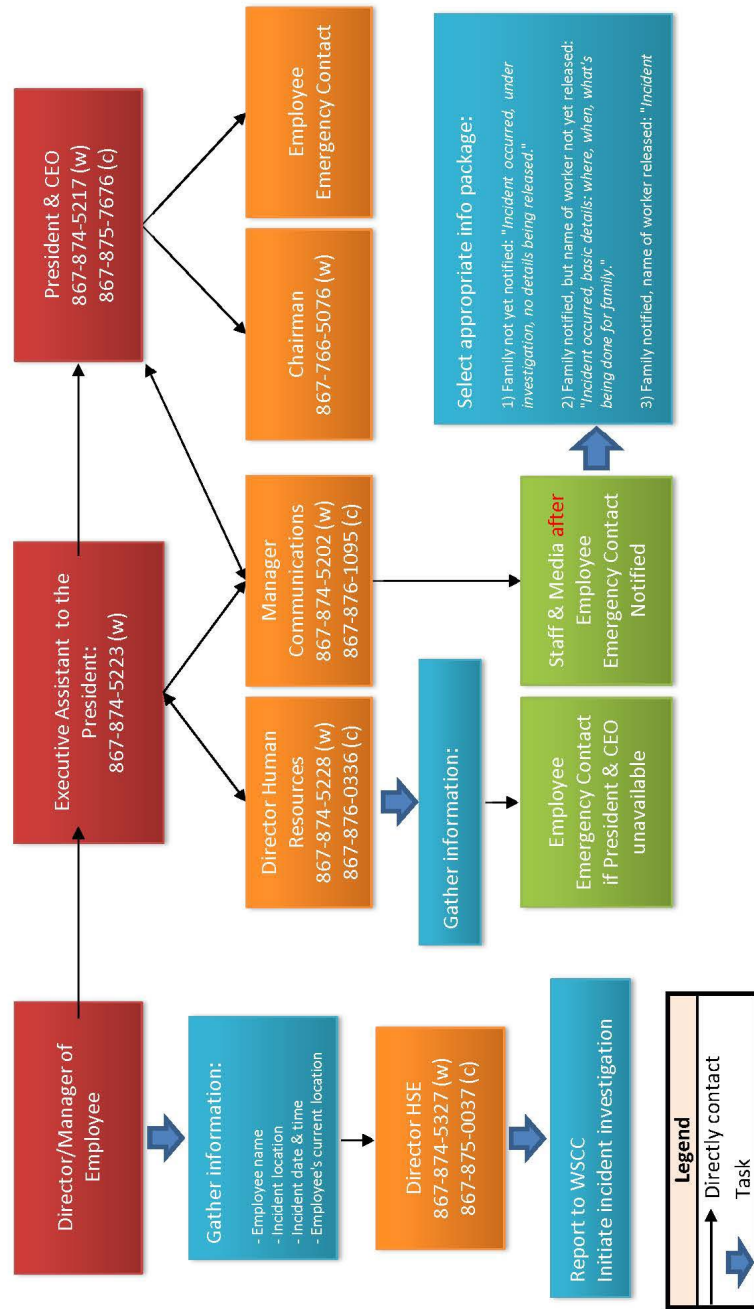 Director/Manager of
Employee
Executive Assistant to the
President:
867-874-5223 (w)
President & CEO
867-874-5217 (w)
867-875-7676 (c)
Gather information:
- Employee name
- Incident location
- Incident date & time
- Employee's current location
Director HSE
867-874-5327 (w)
867-875-0037 (c)
Report to WSCC
Initiate incident investigation
Director Human
Resources
867-874-5228 (w)
867-876-0336 (c)
Manager
Communications
867-874-5202 (w)
867-876-1095 (c)
Chairman
867-766-5076 (w)
Employee
Emergency Contact
Gather information:
Employee
Emergency Contact
if President & CEO
unavailable
Staff & Media after
Employee
Emergency Contact
Notified
Select appropriate info package:
1) Family not yet notified: "Incident occurred, under
investigation, no details being released."
2) Family notified, but name of worker not yet released:
"Incident occurred, basic details: where, when, what's
being done for family."
3) Family notified, name of worker released: "Incident
Legend
Directly contact
Task